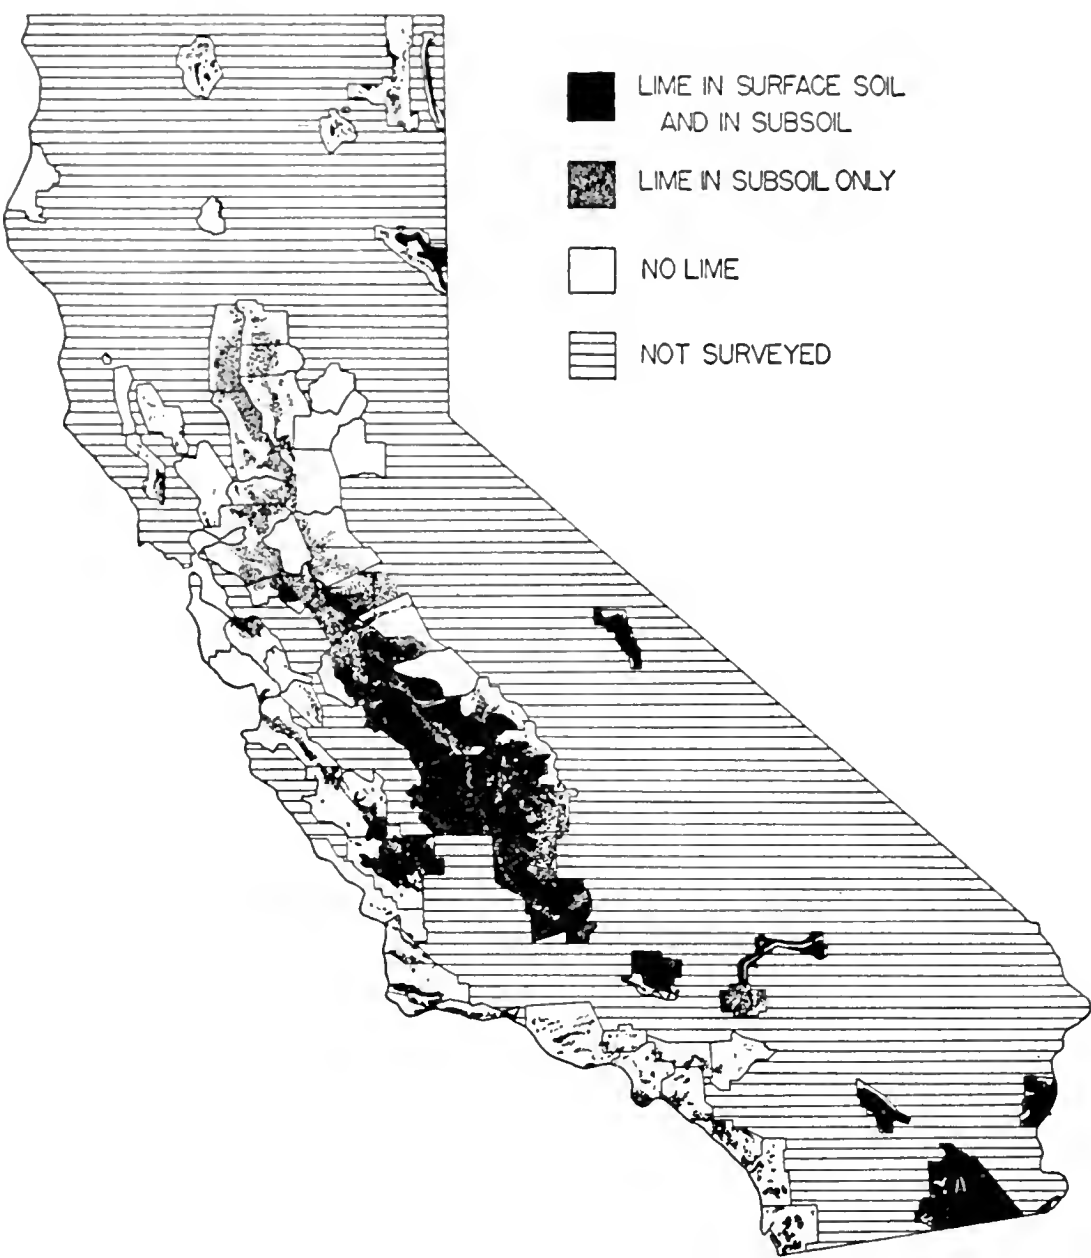 LIME IN SURFACE SOIL
AND IN SUBSOIL
LIME IN SUBSOIL ONLY
NO LIME
NOT SURVEYED